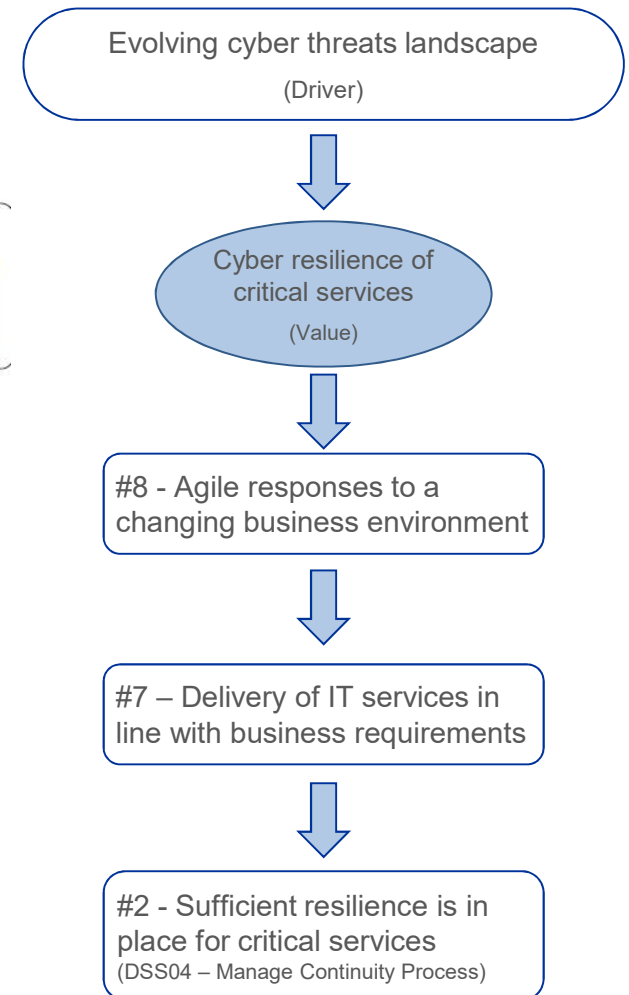 Evolving cyber threats landscape
(Driver)
Cyber resilience of
critical services
(Value)
#8 - Agile responses to a
changing business environment
#7 – Delivery of IT services in
line with business requirements
#2 - Sufficient resilience is in
place for critical services
(DSS04 – Manage Continuity Process)